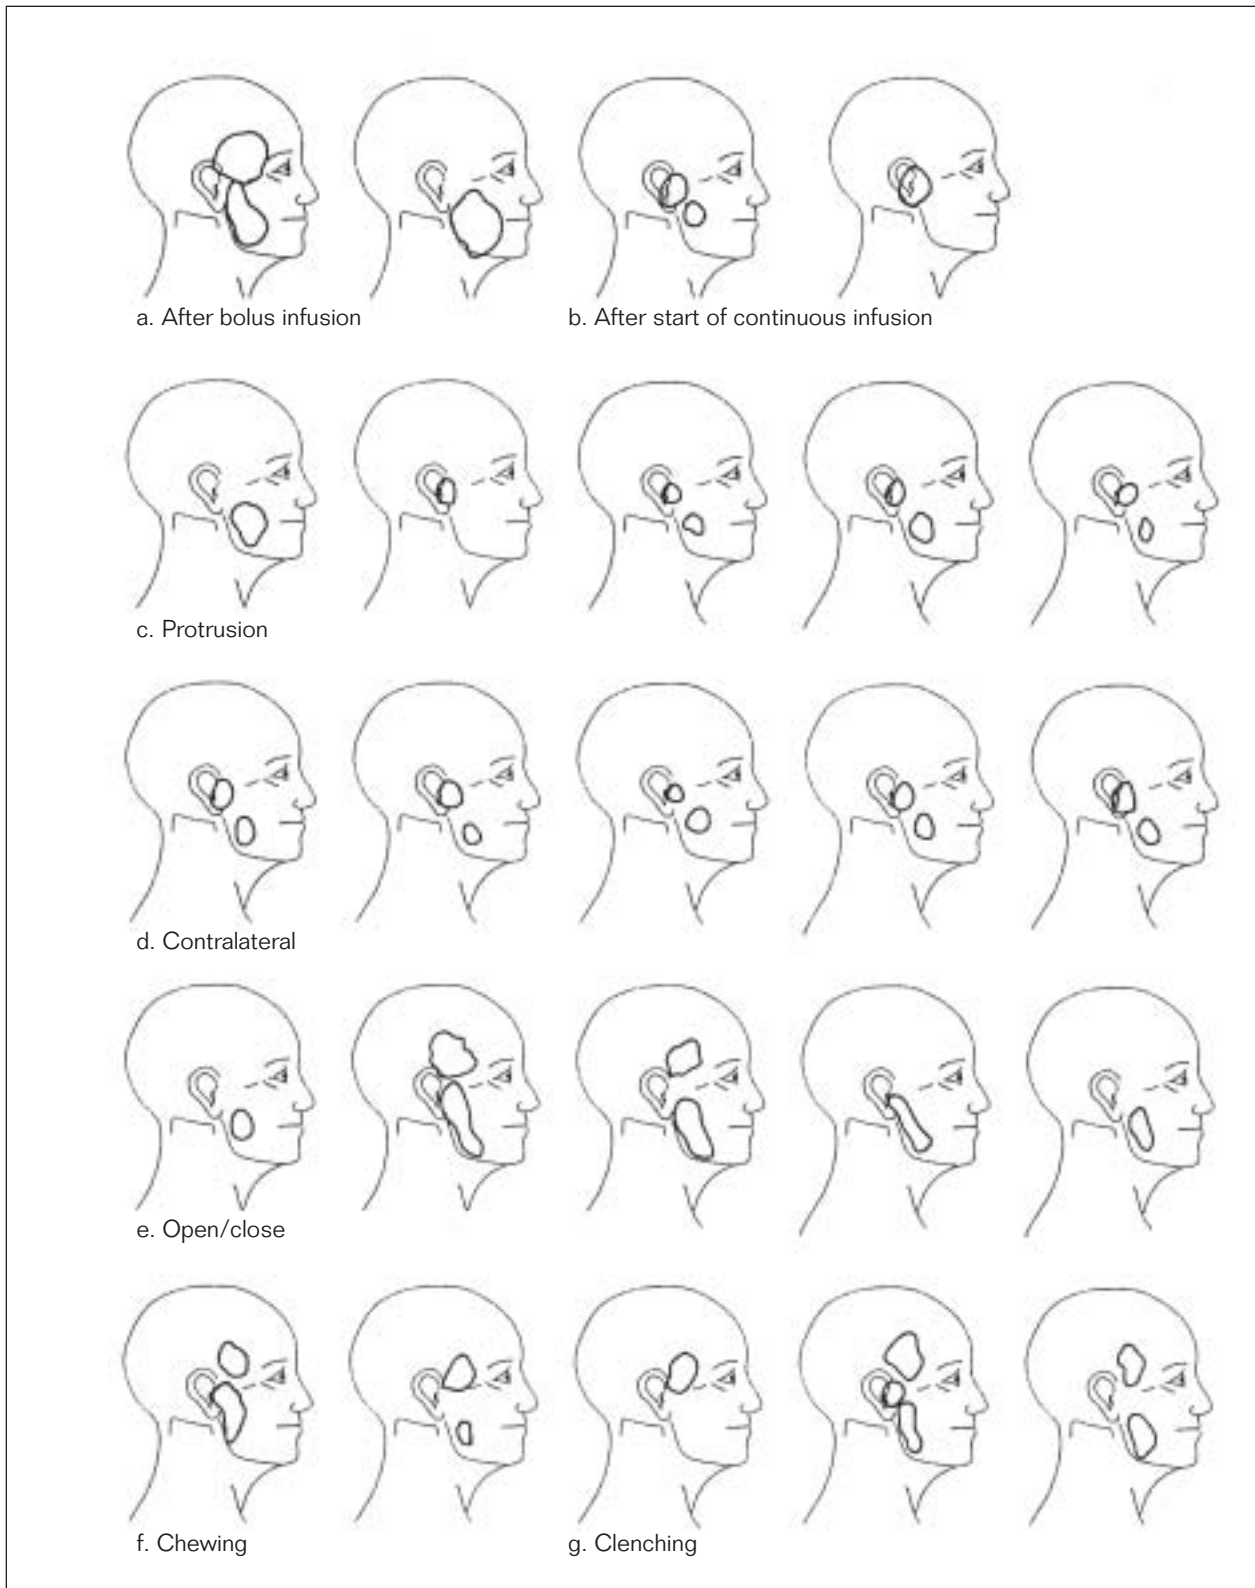 a. After bolus infusion
b. After start of continuous infusion
c. Protrusion
d. Contralateral
e. Open/close
f. Chewing
g. Clenching